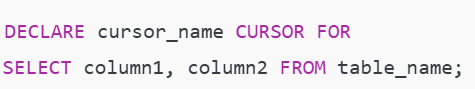 DECLARE cursor_name CURSOR FOR
SELECT column1, column2 FROM table_name;